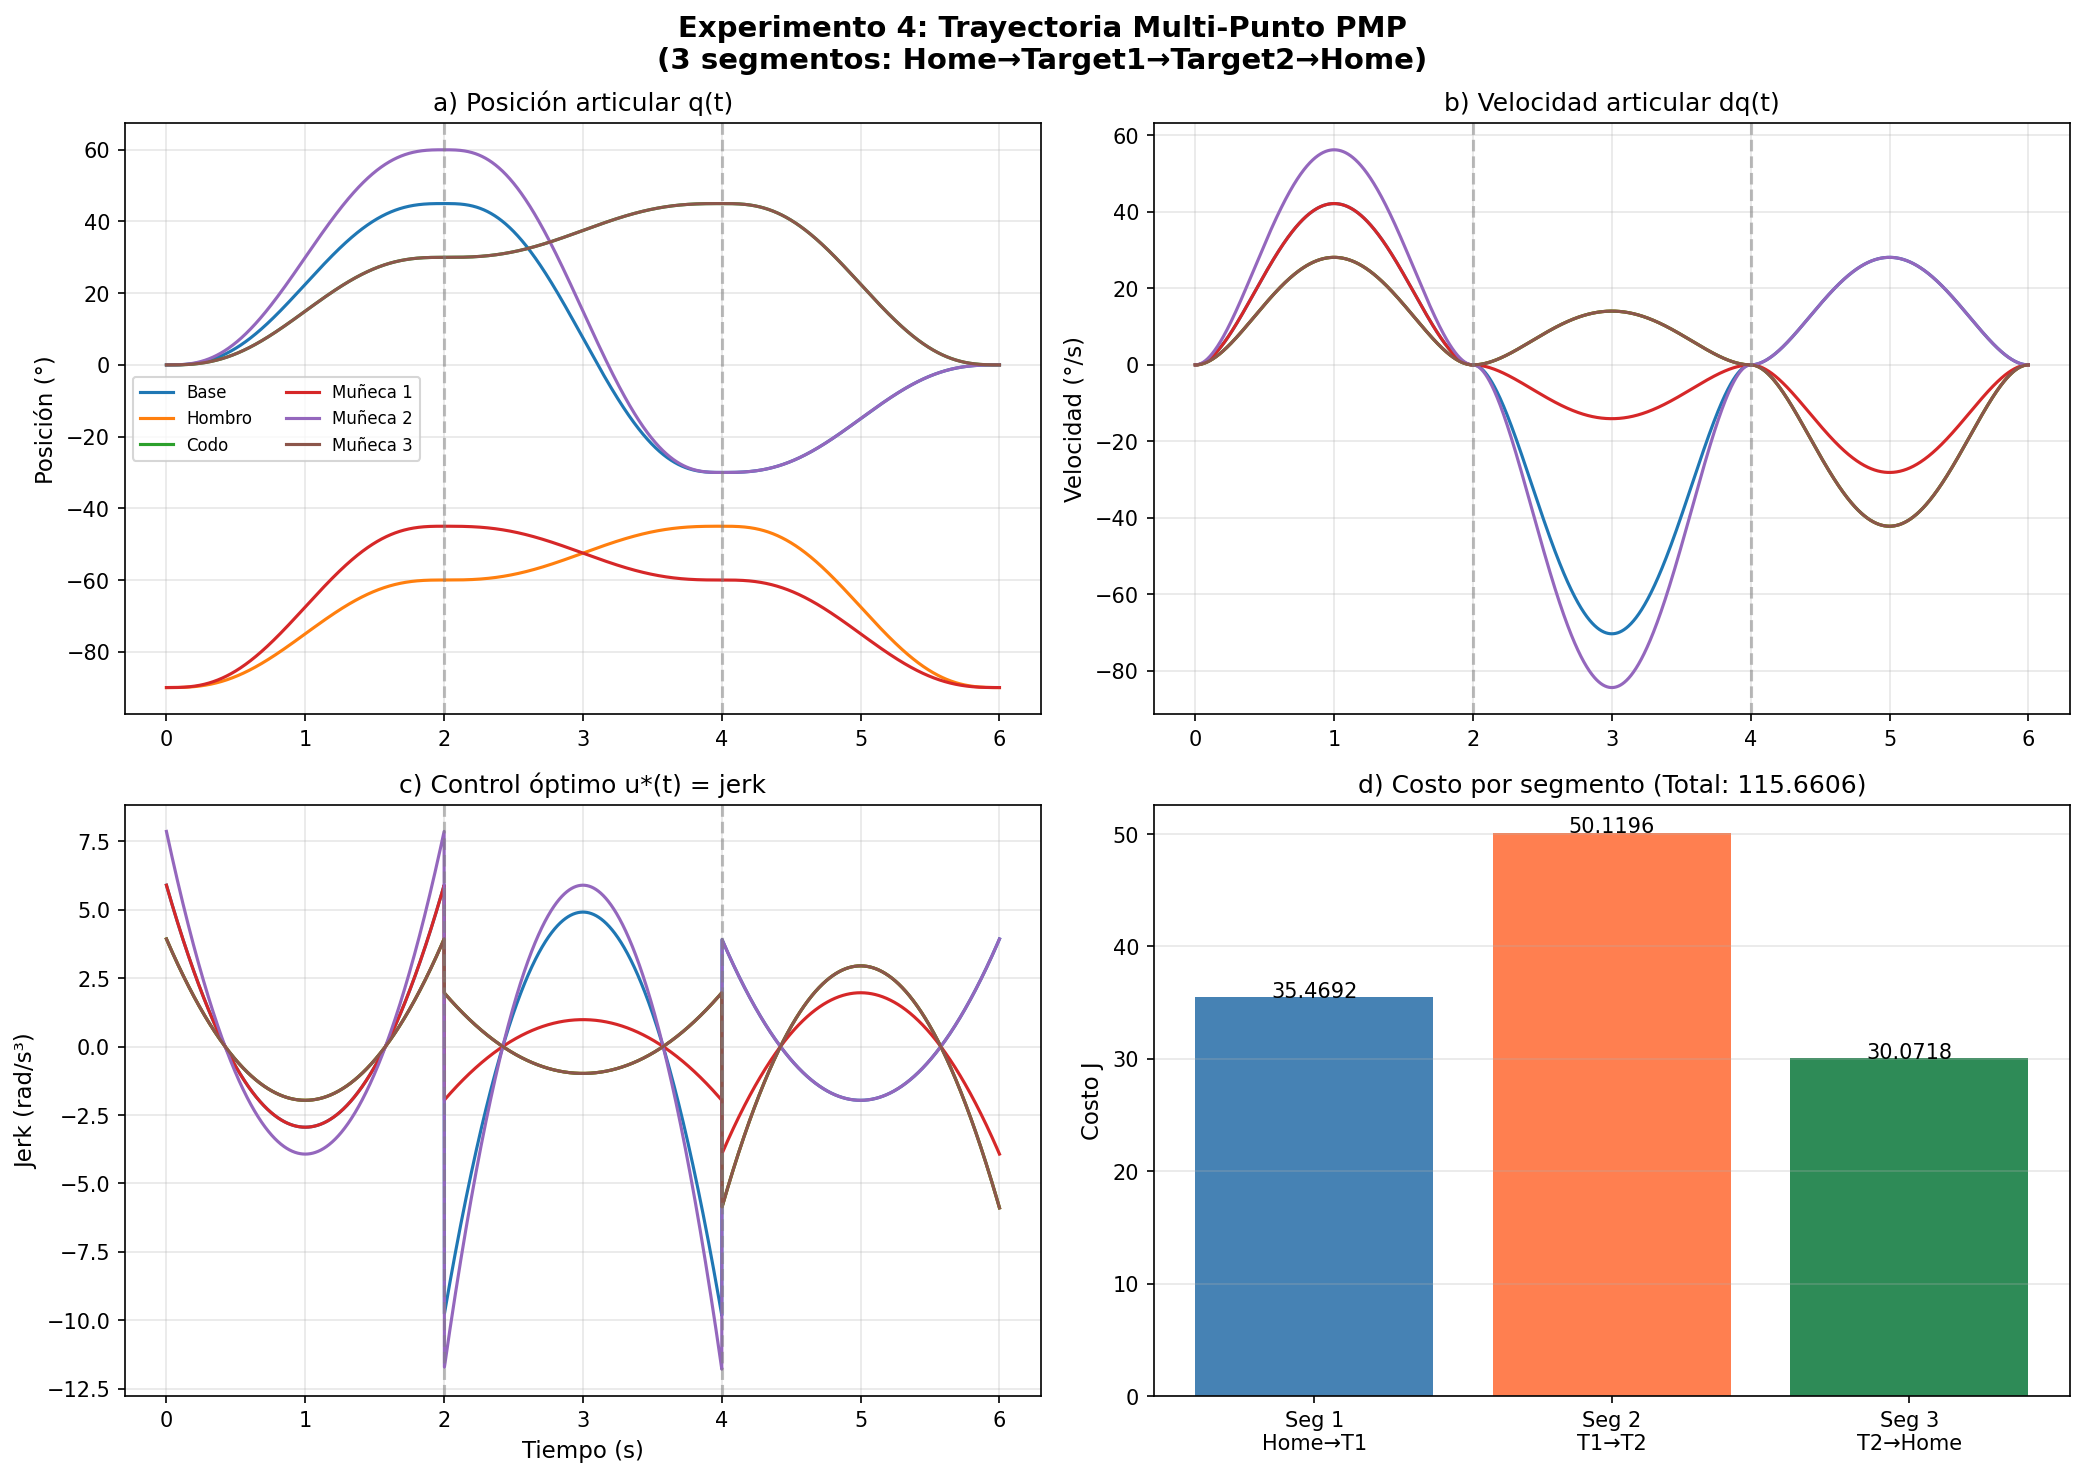 Experimento 4: Trayectoria Multi-Punto PMP
(3 segmentos: Home→Target1→Target2→Home)
a) Posición articular q(t)
Posición (°)
60
40
20
0
−20
−40
−60
−80
Base
Hombro
Codo
Muñeca 1
Muñeca 2
Muñeca 3
0 1 2 3 4 5 6
b) Velocidad articular dq(t)
Velocidad (°/s)
60
40
20
0
−20
−40
−60
−80
0 1 2 3 4 5 6
c) Control óptimo u*(t) = jerk
Jerk (rad/s³)
7.5
5.0
2.5
0.0
−2.5
−5.0
−7.5
−10.0
−12.5
0 1 2 3 4 5 6
Tiempo (s)
d) Costo por segmento (Total: 115.6606)
Costo J
50
40
30
20
10
0
35.4692
50.1196
30.0718
Seg 1
Home→T1
Seg 2
T1→T2
Seg 3
T2→Home